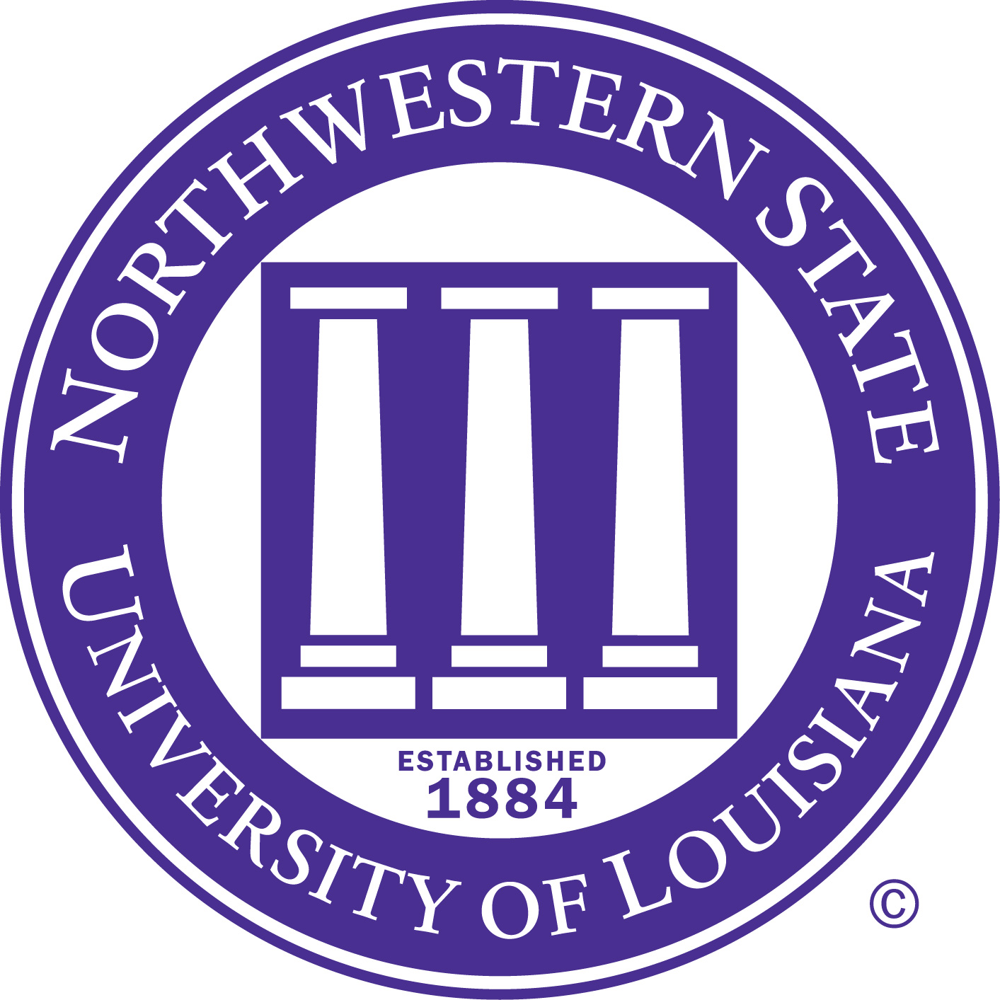 NORTHWESTERN STATE
ESTABLISHED
1884
UNIVERSITY OF LOUISIANA
©